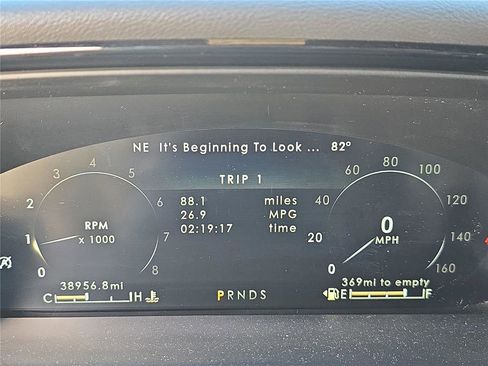 NE It's Beginning To Look ... 82°
TRIP 1
88.1 miles
26.9 MPG
02:19:17 time
0 1 2 3 4 5 6 7 8
RPM
x 1000
0 20 40 60 80 100 120 140 160
0
MPH
38956.8mi
369mi to empty
C H
PRNDS
E F